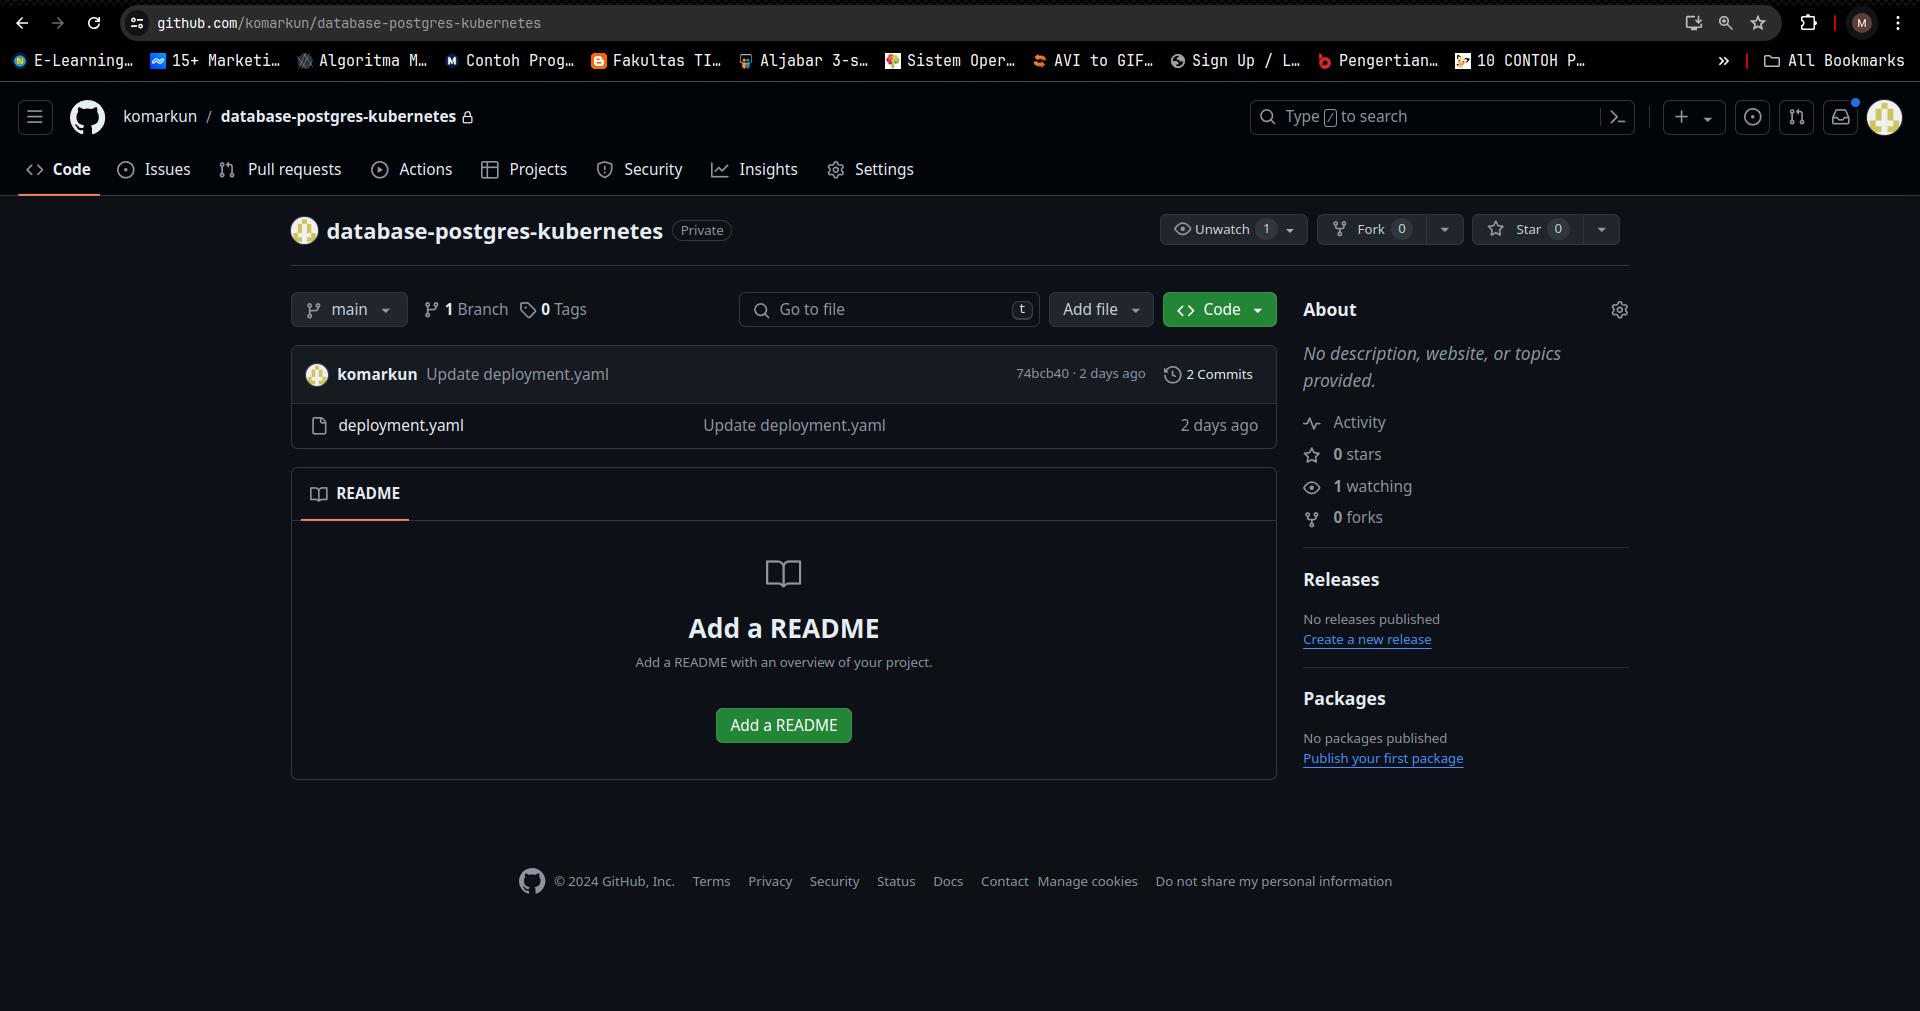 github.com/komarkun/database-postgres-kubernetes
M
E-Learning…
15+ Marketi…
Algoritma M…
M Contoh Prog…
Fakultas TI…
Aljabar 3-s…
Sistem Oper…
AVI to GIF…
Sign Up / L…
Pengertian…
10 CONTOH P…
» All Bookmarks
komarkun / database-postgres-kubernetes
Type / to search
Code
Issues
Pull requests
Actions
Projects
Security
Insights
Settings
database-postgres-kubernetes Private
Unwatch 1
Fork 0
Star 0
main
1 Branch
0 Tags
Go to file t
Add file
Code
komarkun Update deployment.yaml
74bcb40 · 2 days ago
2 Commits
deployment.yaml Update deployment.yaml 2 days ago
README
Add a README
Add a README with an overview of your project.
Add a README
About
No description, website, or topics
provided.
Activity
0 stars
1 watching
0 forks
Releases
No releases published
Create a new release
Packages
No packages published
Publish your first package
© 2024 GitHub, Inc. Terms Privacy Security Status Docs Contact Manage cookies Do not share my personal information